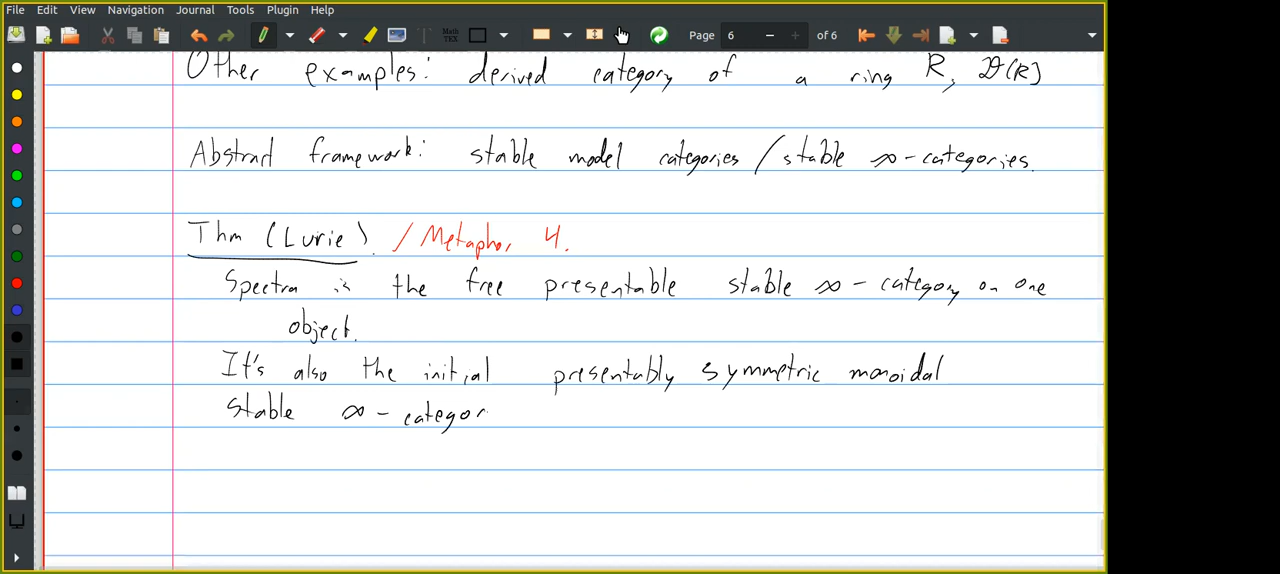 File Edit View Navigation Journal Tools Plugin Help
Math TEX T Page 6 of 6
Other examples: derived category of a ring R, D(R)
Abstract framework: stable model categories / stable ∞-categories.
Thm (Lurie). / Metaphor 4.
Spectra is the free presentable stable ∞-category on one
object.
It's also the initial presentably symmetric monoidal
stable ∞-categor